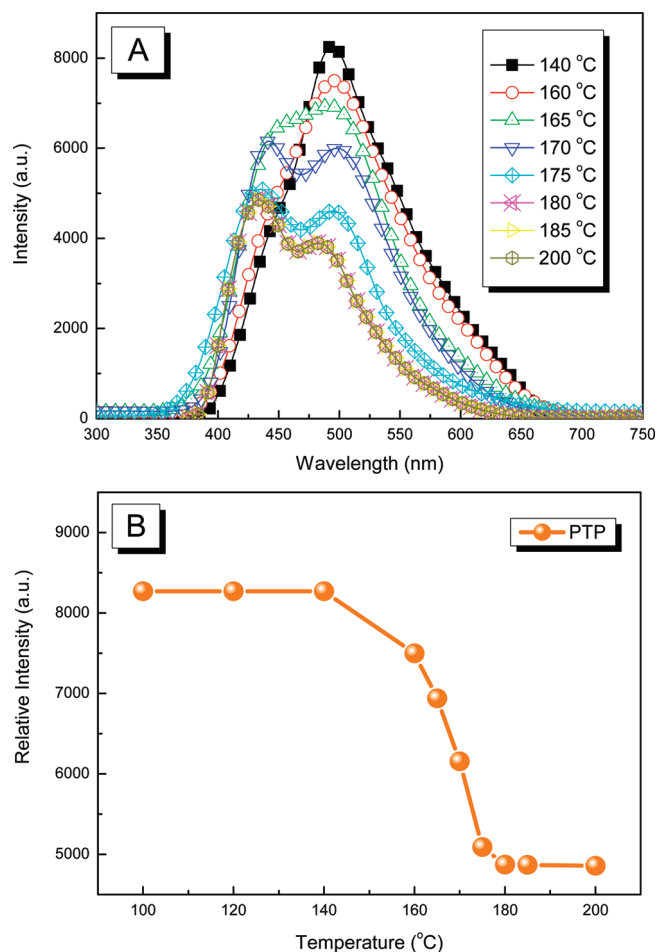 A
140 °C
160 °C
165 °C
170 °C
175 °C
180 °C
185 °C
200 °C
Intensity (a.u.)
8000
6000
4000
2000
0
300 350 400 450 500 550 600 650 700 750
Wavelength (nm)
B
PTP
Relative Intensity (a.u.)
9000
8000
7000
6000
5000
100 120 140 160 180 200
Temperature (°C)